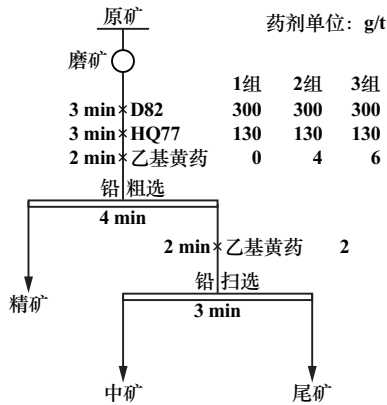 原矿
药剂单位：g/t
磨矿
1组 2组 3组
3 min × D82 300 300 300
3 min × HQ77 130 130 130
2 min × 乙基黄药 0 4 6
铅 粗选
4 min
2 min × 乙基黄药 2
铅 扫选
精矿
3 min
中矿 尾矿